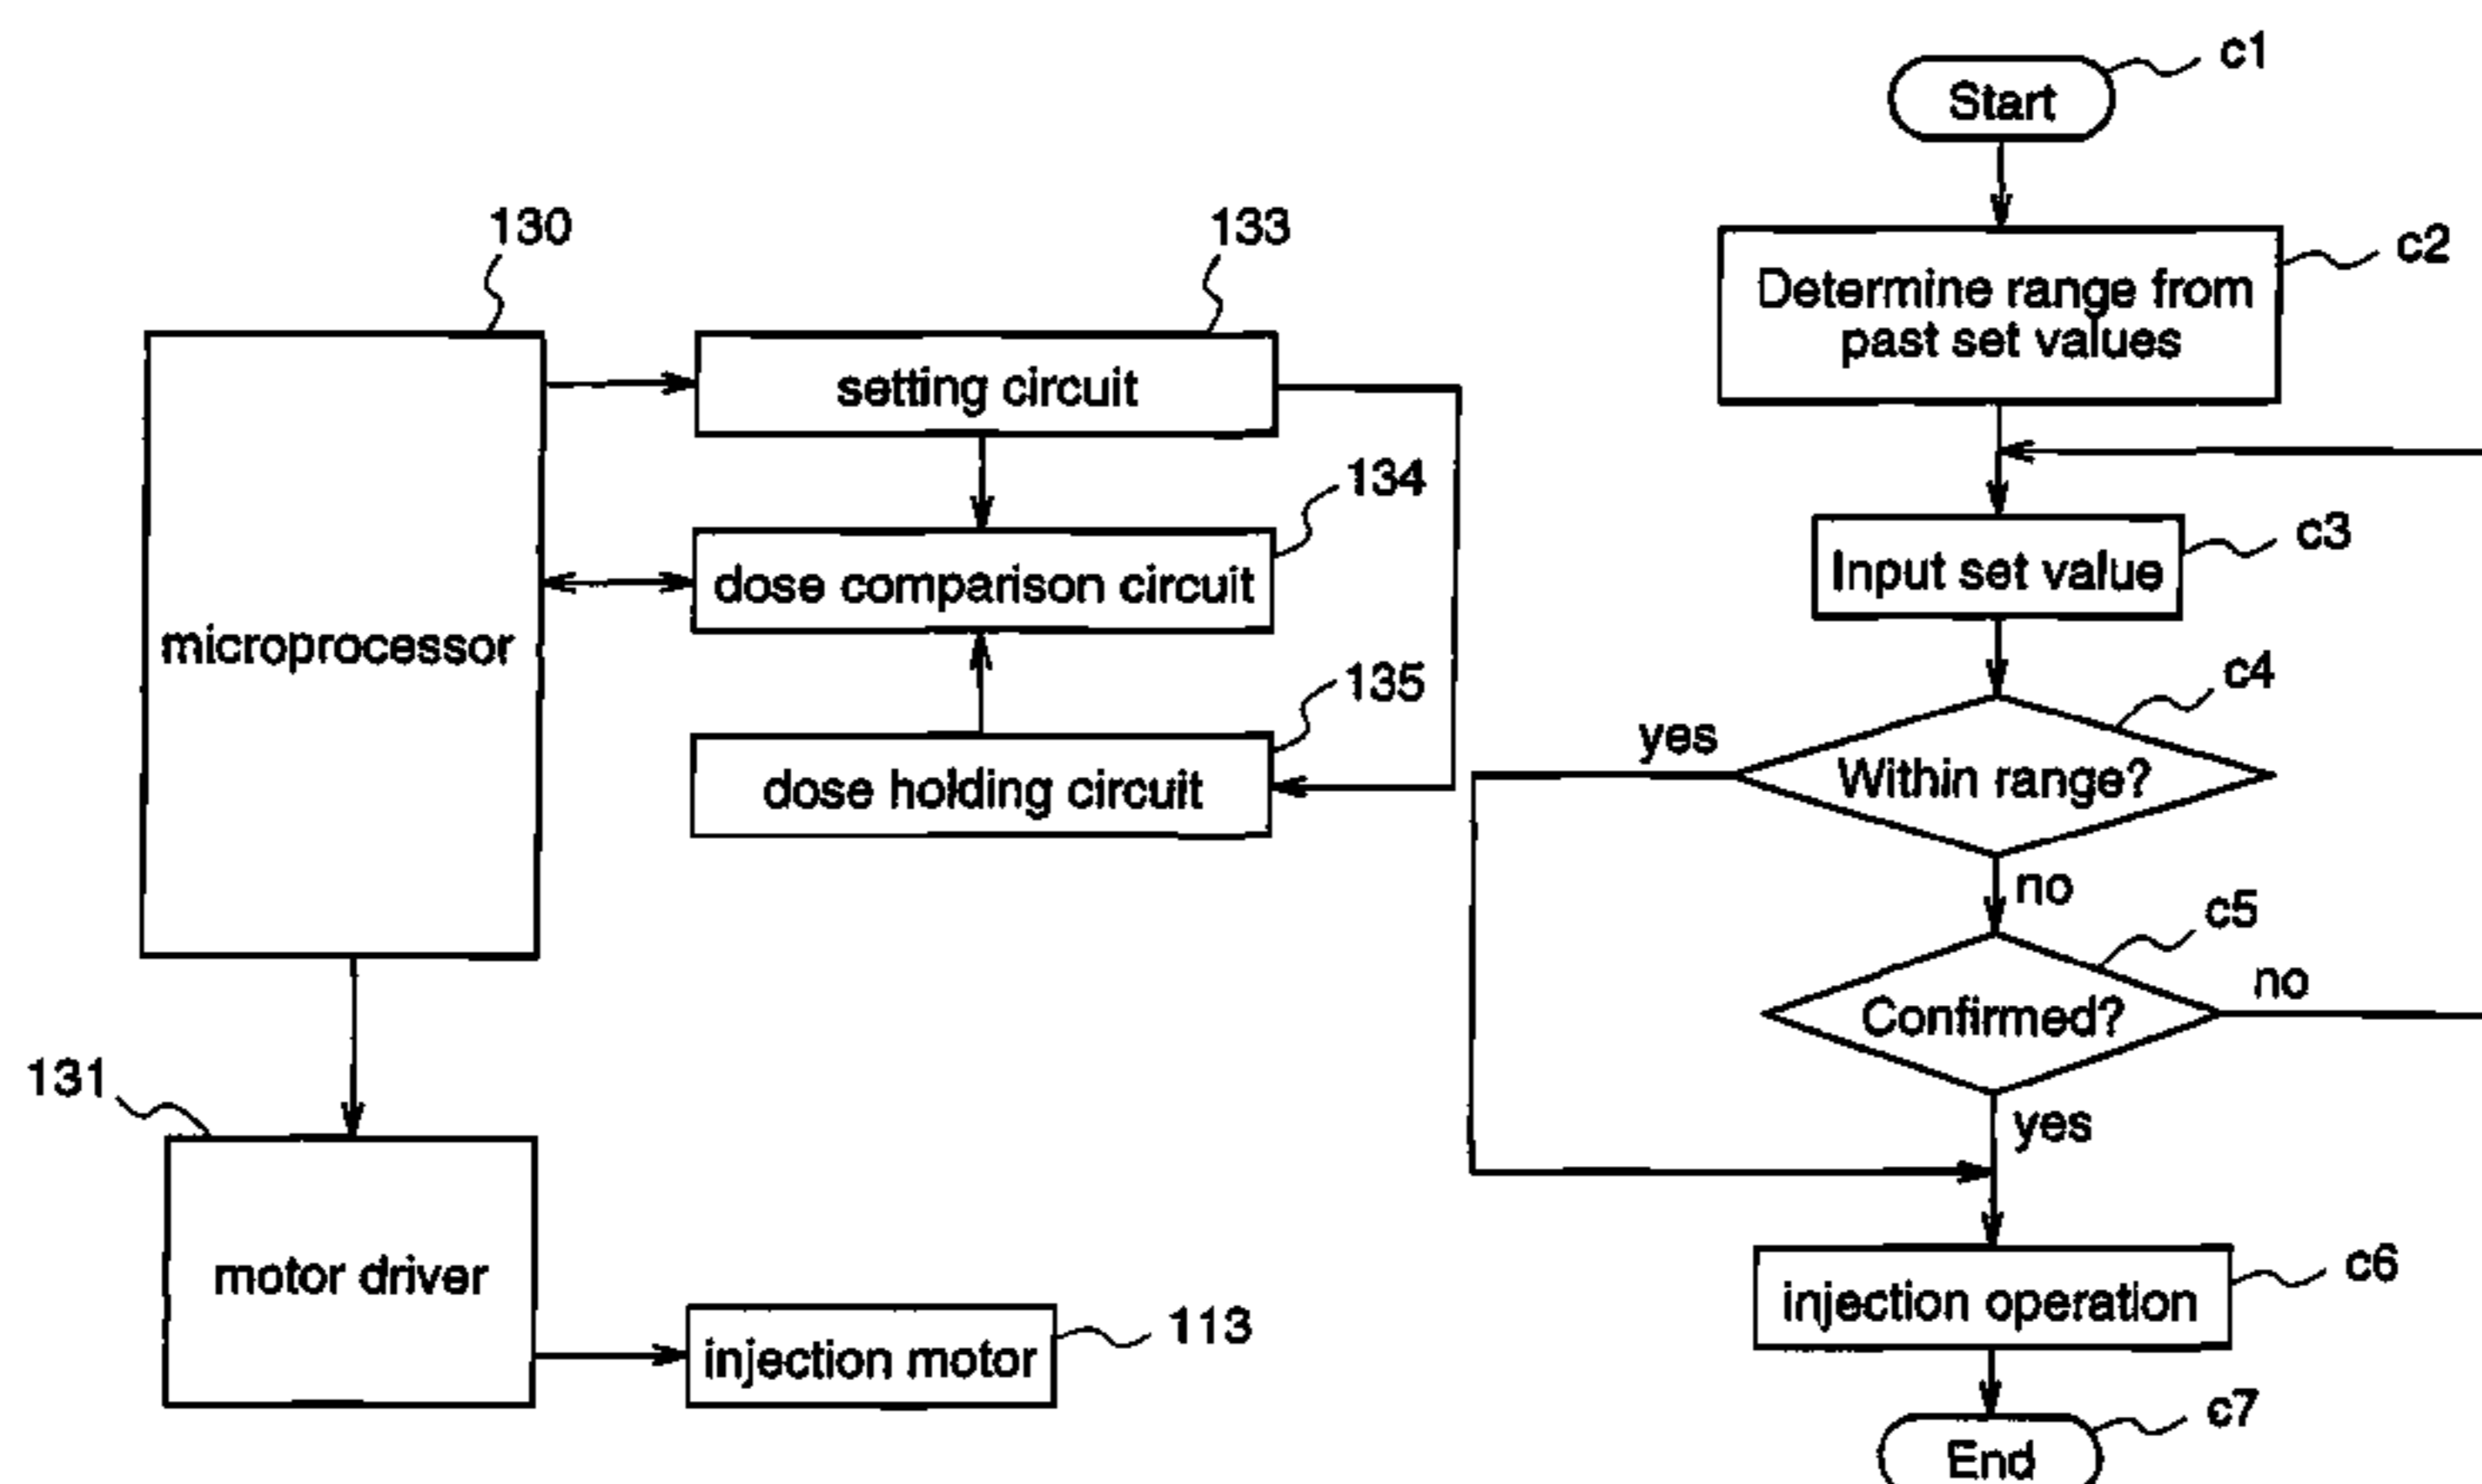 130
133
setting circuit
134
microprocessor
dose comparison circuit
135
dose holding circuit
131
motor driver
injection motor
113
c1
Start
c2
Determine range from
past set values
c3
Input set value
c4
yes
Within range?
no
c5
Confirmed?
no
yes
c6
injection operation
c7
End